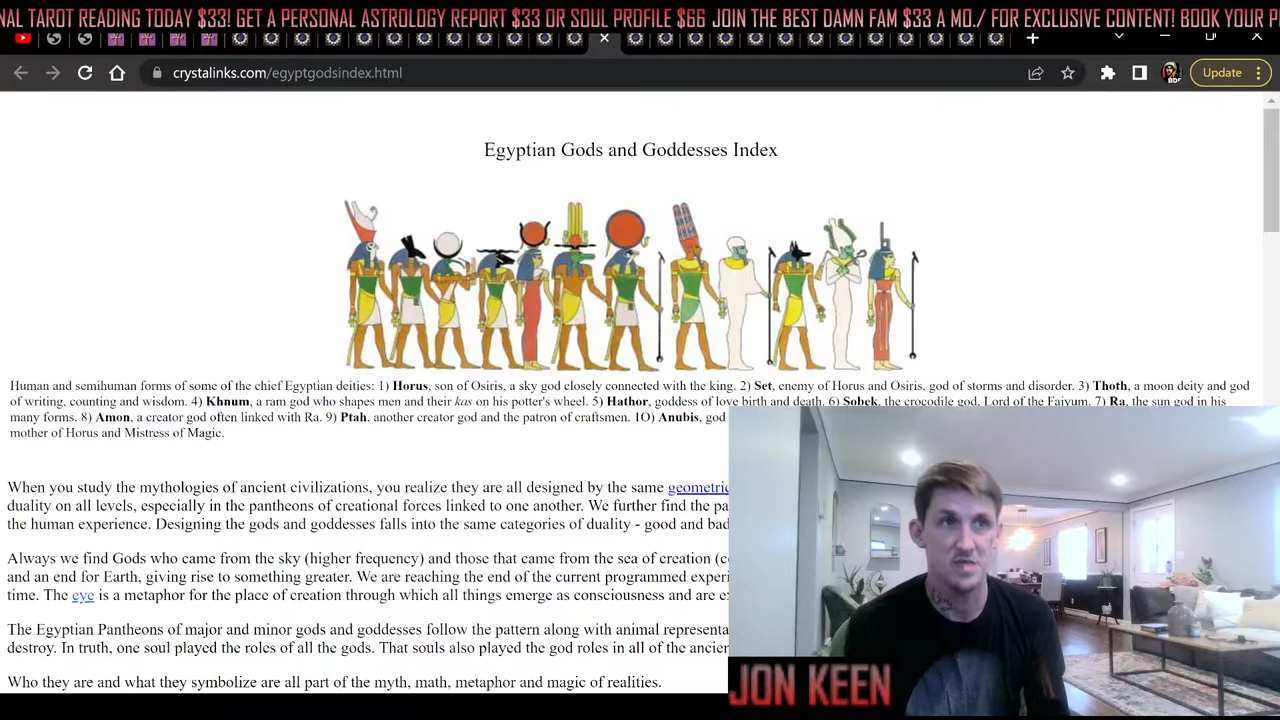 NAL TAROT READING TODAY $33! GET A PERSONAL ASTROLOGY REPORT $33 OR SOUL PROFILE $66 JOIN THE BEST DAMN FAM $33 A MO./ FOR EXCLUSIVE CONTENT! BOOK YOUR P
crystalinks.com/egyptgodsindex.html
Update
Egyptian Gods and Goddesses Index
Human and semihuman forms of some of the chief Egyptian deities: 1) Horus, son of Osiris, a sky god closely connected with the king. 2) Set, enemy of Horus and Osiris, god of storms and disorder. 3) Thoth, a moon deity and god
of writing, counting and wisdom. 4) Khnum, a ram god who shapes men and their kas on his potter's wheel. 5) Hathor, goddess of love birth and death. 6) Sobek, the crocodile god, Lord of the Faiyum. 7) Ra, the sun god in his
many forms. 8) Amon, a creator god often linked with Ra. 9) Ptah, another creator god and the patron of craftsmen. 1O) Anubis, god
mother of Horus and Mistress of Magic.
When you study the mythologies of ancient civilizations, you realize they are all designed by the same geometric
duality on all levels, especially in the pantheons of creational forces linked to one another. We further find the pa
the human experience. Designing the gods and goddesses falls into the same categories of duality - good and bad
Always we find Gods who came from the sky (higher frequency) and those that came from the sea of creation (c
and an end for Earth, giving rise to something greater. We are reaching the end of the current programmed experi
time. The eye is a metaphor for the place of creation through which all things emerge as consciousness and are
The Egyptian Pantheons of major and minor gods and goddesses follow the pattern along with animal representa
destroy. In truth, one soul played the roles of all the gods. That souls also played the god roles in all of the ancien
Who they are and what they symbolize are all part of the myth, math, metaphor and magic of realities.
JON KEEN